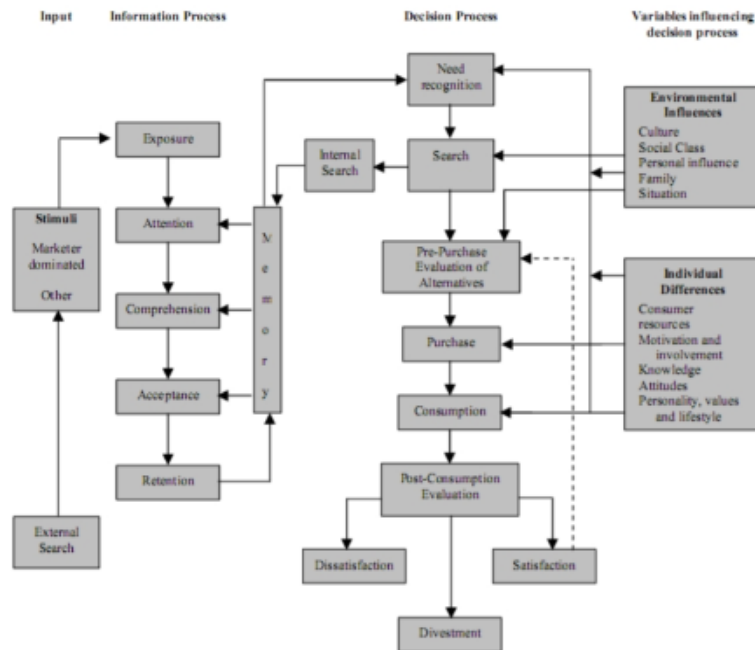 Input
Information Process
Decision Process
Variables influencing
decision process
Need
recognition
Environmental
Influences
Culture
Social Class
Personal influence
Family
Situation
Exposure
Internal
Search
Search
Stimuli
Marketer
dominated
Other
Attention
Memory
Pre-Purchase
Evaluation of
Alternatives
Individual
Differences
Consumer
resources
Motivation and
involvement
Knowledge
Attitudes
Personality, values
and lifestyle
Comprehension
Purchase
Acceptance
Consumption
Retention
Post-Consumption
Evaluation
External
Search
Dissatisfaction
Satisfaction
Divestment